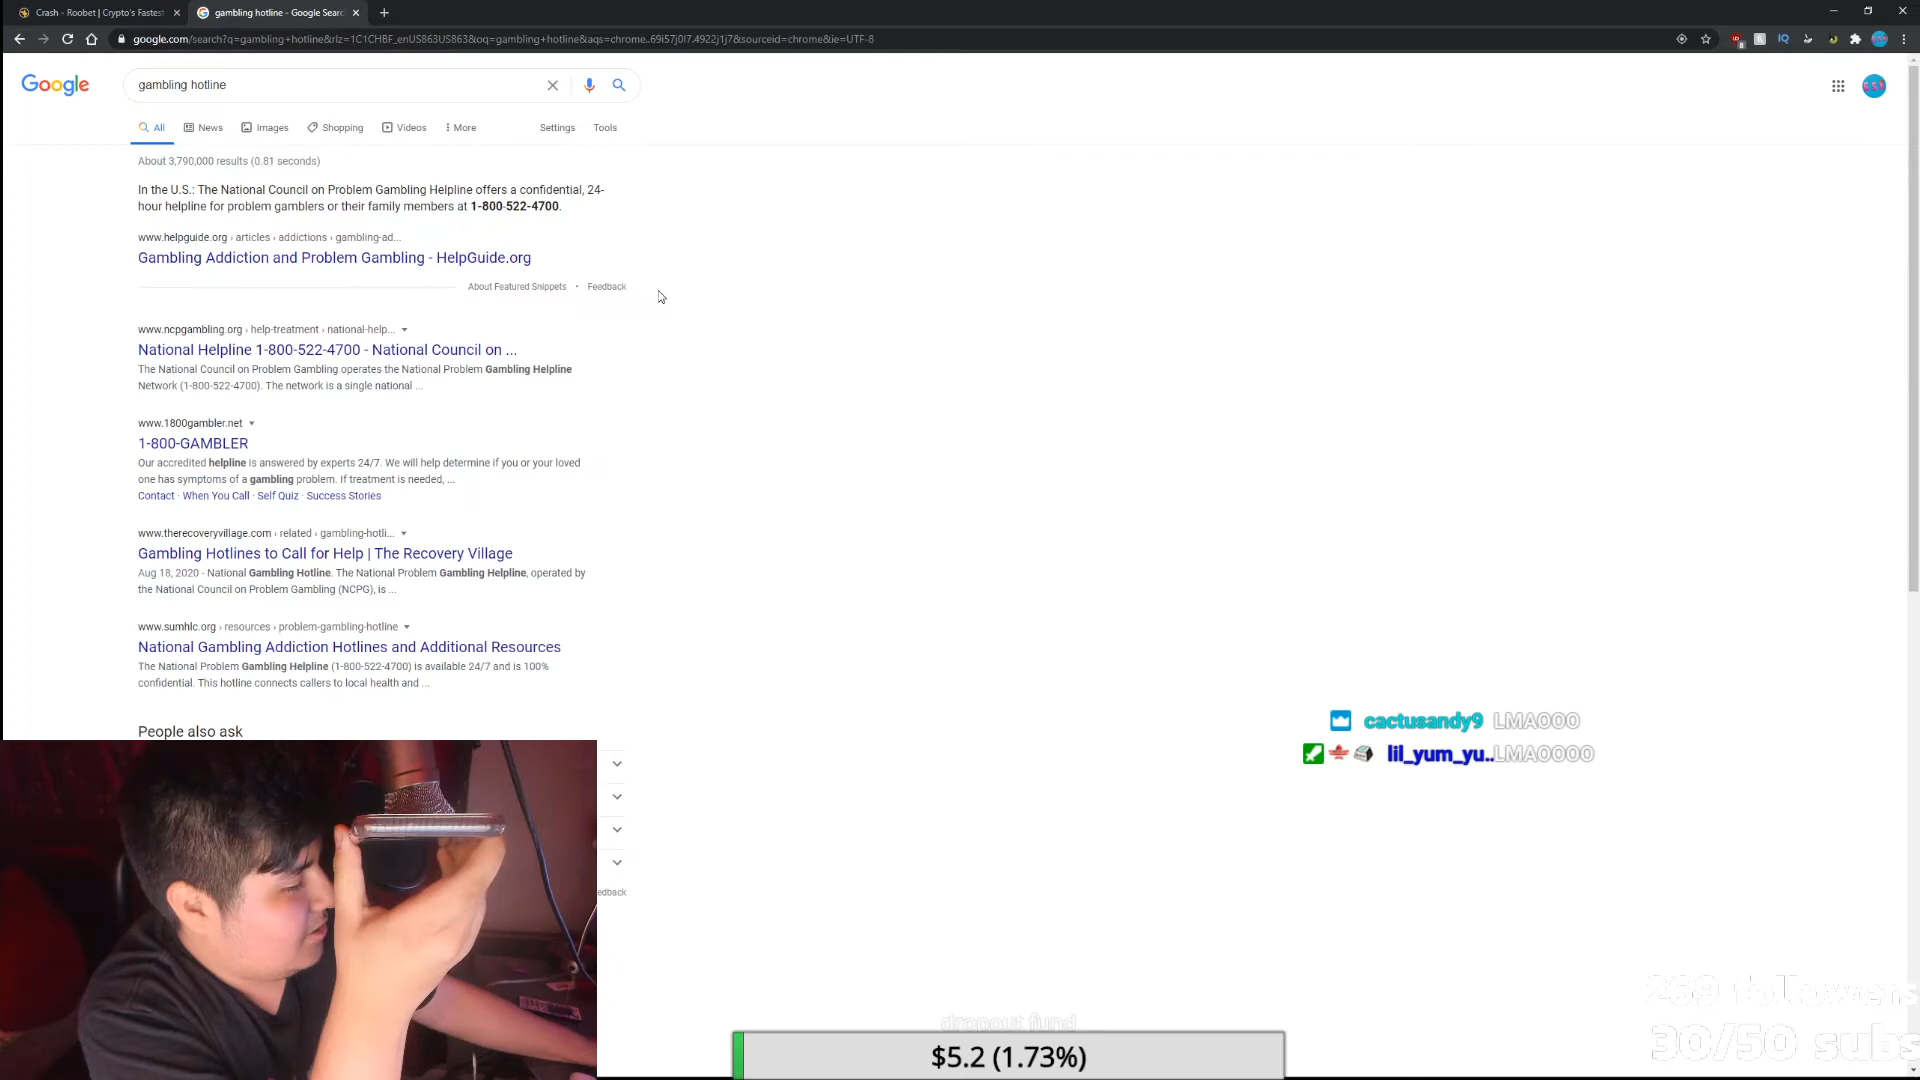 Crash - Roobet | Crypto's Fastest
gambling hotline - Google Sear
google.com/search?q=gambling+hotline&rlz=1C1CHBF_enUS863US863&oq=gambling+hotline&aqs=chrome..69i57j0l7.4922j1j7&sourceid=chrome&ie=UTF-8
Google
gambling hotline
All News Images Shopping Videos More Settings Tools
About 3,790,000 results (0.81 seconds)
In the U.S.: The National Council on Problem Gambling Helpline offers a confidential, 24-
hour helpline for problem gamblers or their family members at 1-800-522-4700.
www.helpguide.org › articles › addictions › gambling-ad...
Gambling Addiction and Problem Gambling - HelpGuide.org
About Featured Snippets • Feedback
www.ncpgambling.org › help-treatment › national-help...
National Helpline 1-800-522-4700 - National Council on ...
The National Council on Problem Gambling operates the National Problem Gambling Helpline
Network (1-800-522-4700). The network is a single national ...
www.1800gambler.net
1-800-GAMBLER
Our accredited helpline is answered by experts 24/7. We will help determine if you or your loved
one has symptoms of a gambling problem. If treatment is needed, ...
Contact · When You Call · Self Quiz · Success Stories
www.therecoveryvillage.com › related › gambling-hotli...
Gambling Hotlines to Call for Help | The Recovery Village
Aug 18, 2020 - National Gambling Hotline. The National Problem Gambling Helpline, operated by
the National Council on Problem Gambling (NCPG), is ...
www.sumhlc.org › resources › problem-gambling-hotline
National Gambling Addiction Hotlines and Additional Resources
The National Problem Gambling Helpline (1-800-522-4700) is available 24/7 and is 100%
confidential. This hotline connects callers to local health and ...
People also ask
edback
cactusandy9 LMAOOO
lil_yum_yu.. LMAOOOO
269 followers
30/50 subs
dropout fund
$5.2 (1.73%)